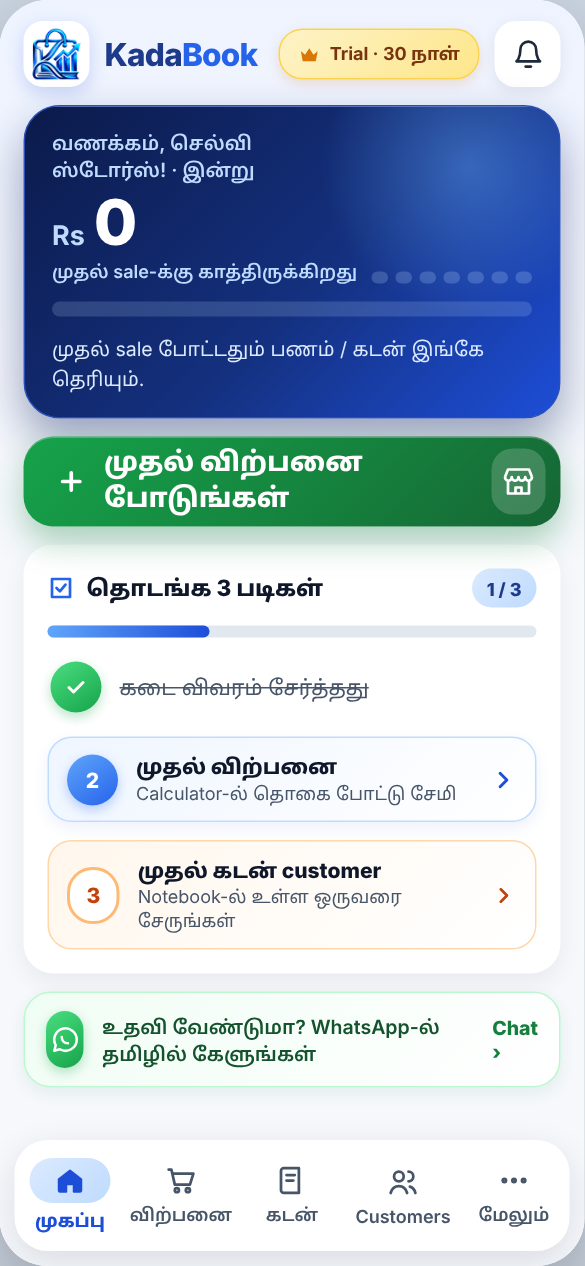 KadaBook
Trial · 30 நாள்
வணக்கம், செல்வி
ஸ்டோர்ஸ்! · இன்று
Rs 0
முதல் sale-க்கு காத்திருக்கிறது
முதல் sale போட்டதும் பணம் / கடன் இங்கே
தெரியும்.
+ முதல் விற்பனை
போடுங்கள்
தொடங்க 3 படிகள்
1 / 3
கடை விவரம் சேர்த்தது
2
முதல் விற்பனை
Calculator-ல் தொகை போட்டு சேமி
3
முதல் கடன் customer
Notebook-ல் உள்ள ஒருவரை
சேருங்கள்
உதவி வேண்டுமா? WhatsApp-ல்
தமிழில் கேளுங்கள்
Chat
›
முகப்பு
விற்பனை
கடன்
Customers
மேலும்